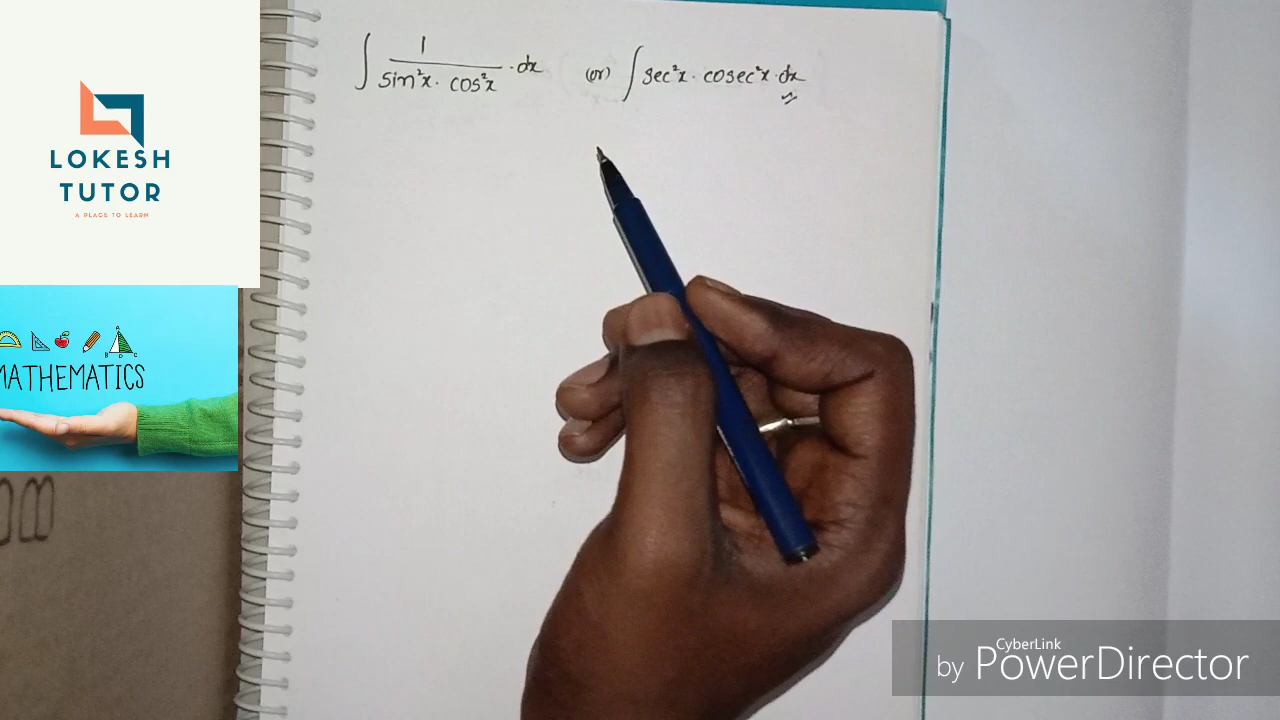 ∫ 1/(sin²x · cos²x) · dx (or) ∫ sec²x · cosec²x · dx
LOKESH
TUTOR
A PLACE TO LEARN
A
B D C
MATHEMATICS
CyberLink
by PowerDirector